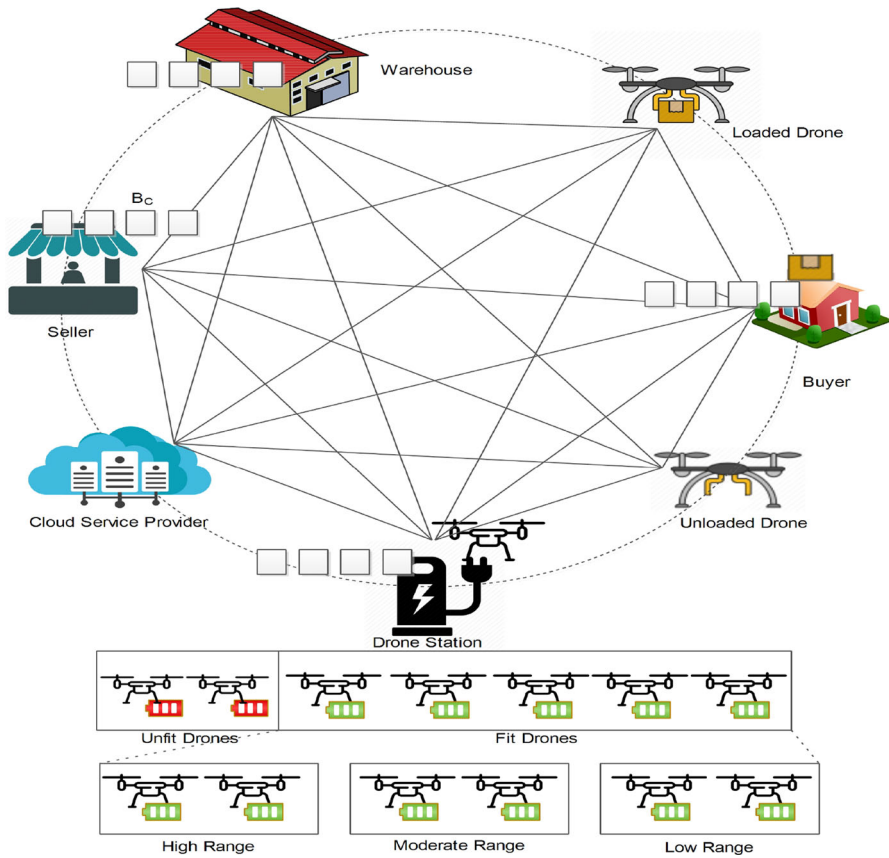 Warehouse
Loaded Drone
B_C
Seller
Buyer
Cloud Service Provider
Unloaded Drone
Drone Station
Unfit Drones
Fit Drones
High Range
Moderate Range
Low Range